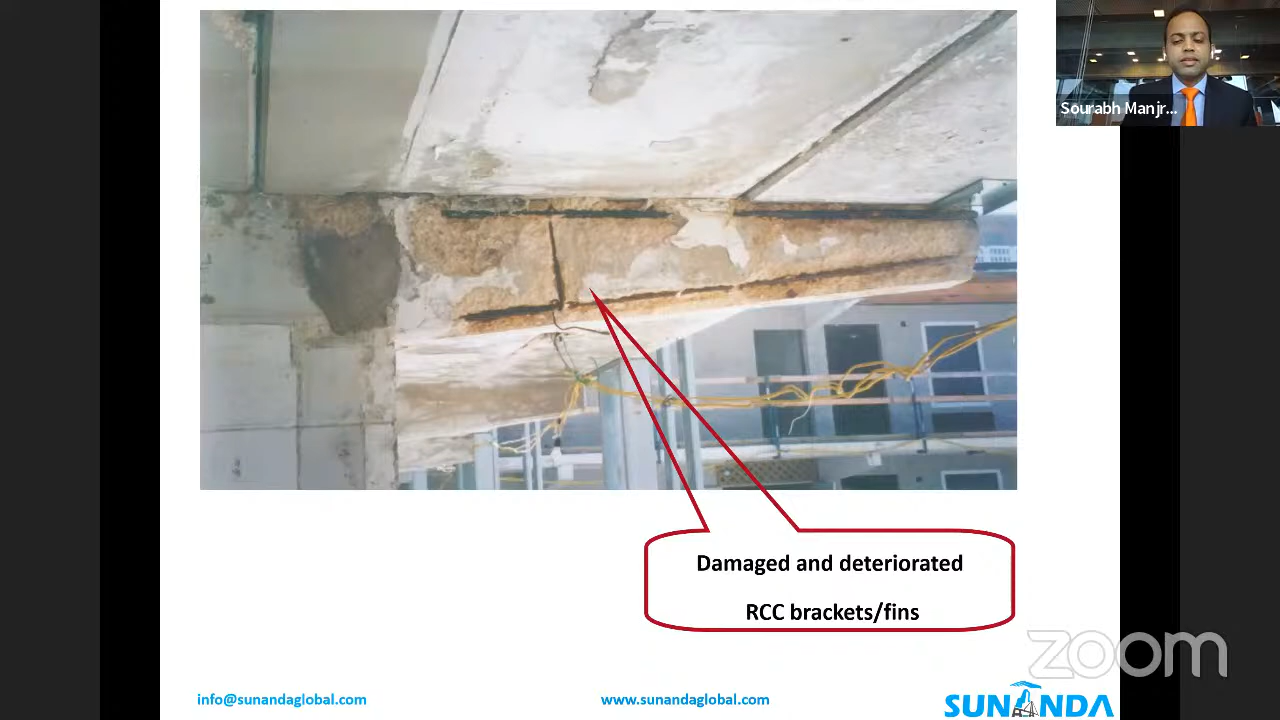 Sourabh Manjr...
Damaged and deteriorated
RCC brackets/fins
zoom
info@sunandaglobal.com
www.sunandaglobal.com
SUNANDA